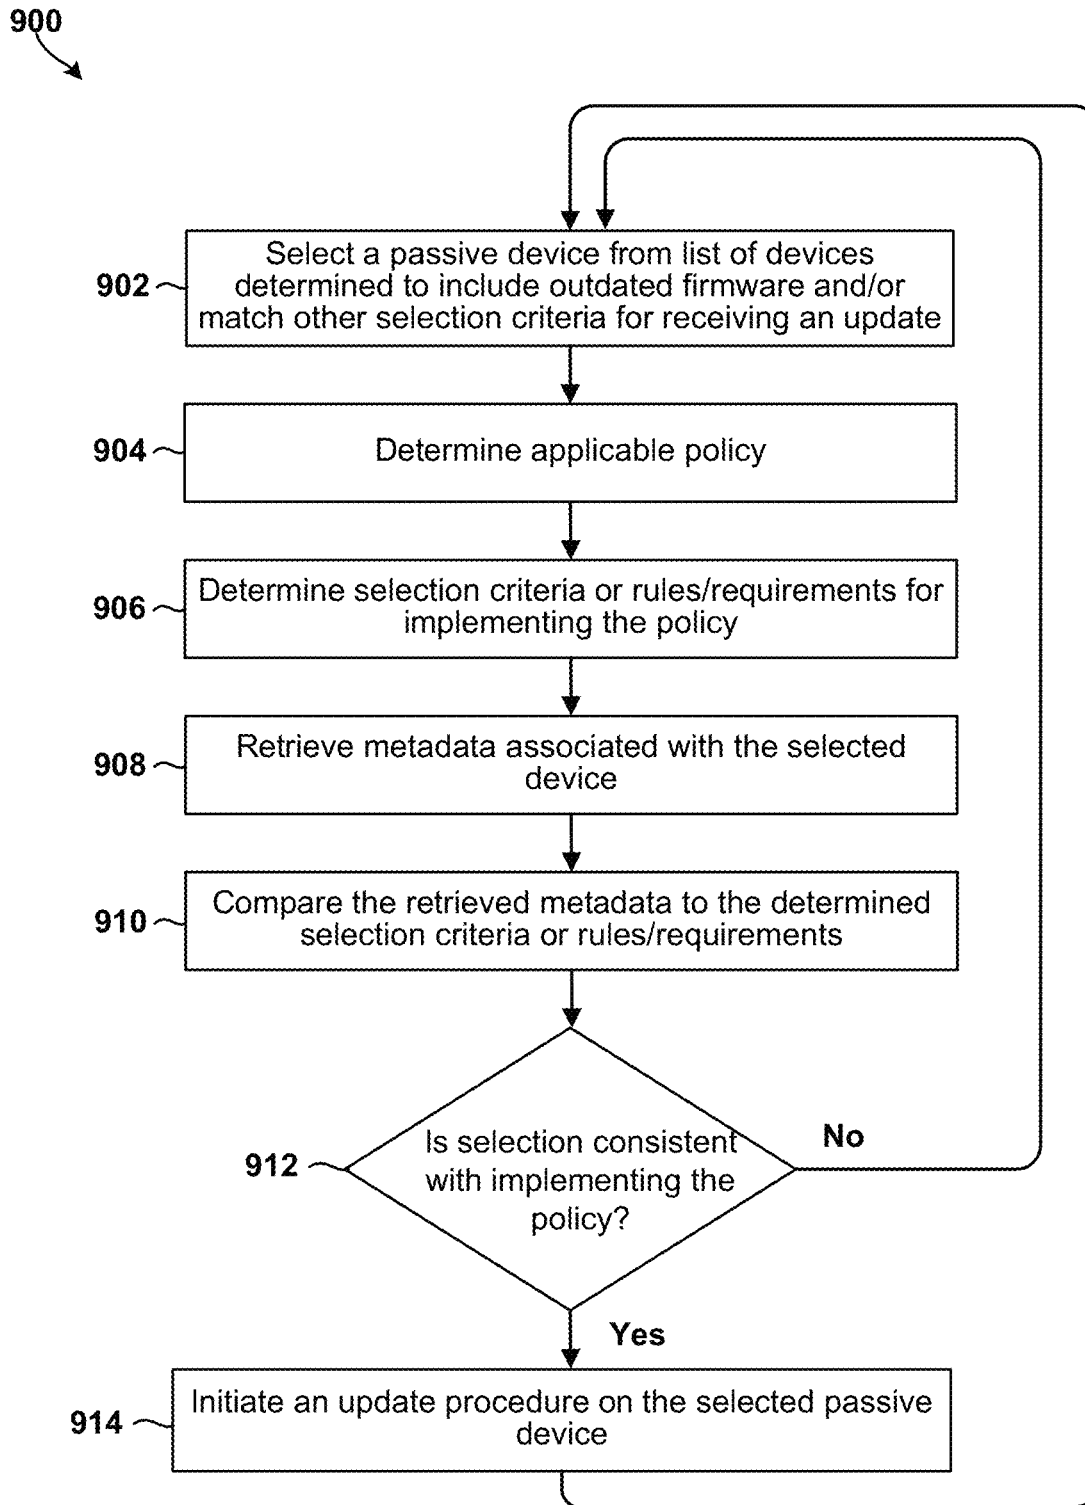 900
Select a passive device from list of devices
determined to include outdated firmware and/or
match other selection criteria for receiving an update
902
Determine applicable policy
904
Determine selection criteria or rules/requirements for
implementing the policy
906
Retrieve metadata associated with the selected
device
908
Compare the retrieved metadada to the determined
selection criteria or rules/requirements
910
Is selection consistent
with implementing the
policy?
912
No
Yes
Initiate an update procedure on the selected passive
device
914